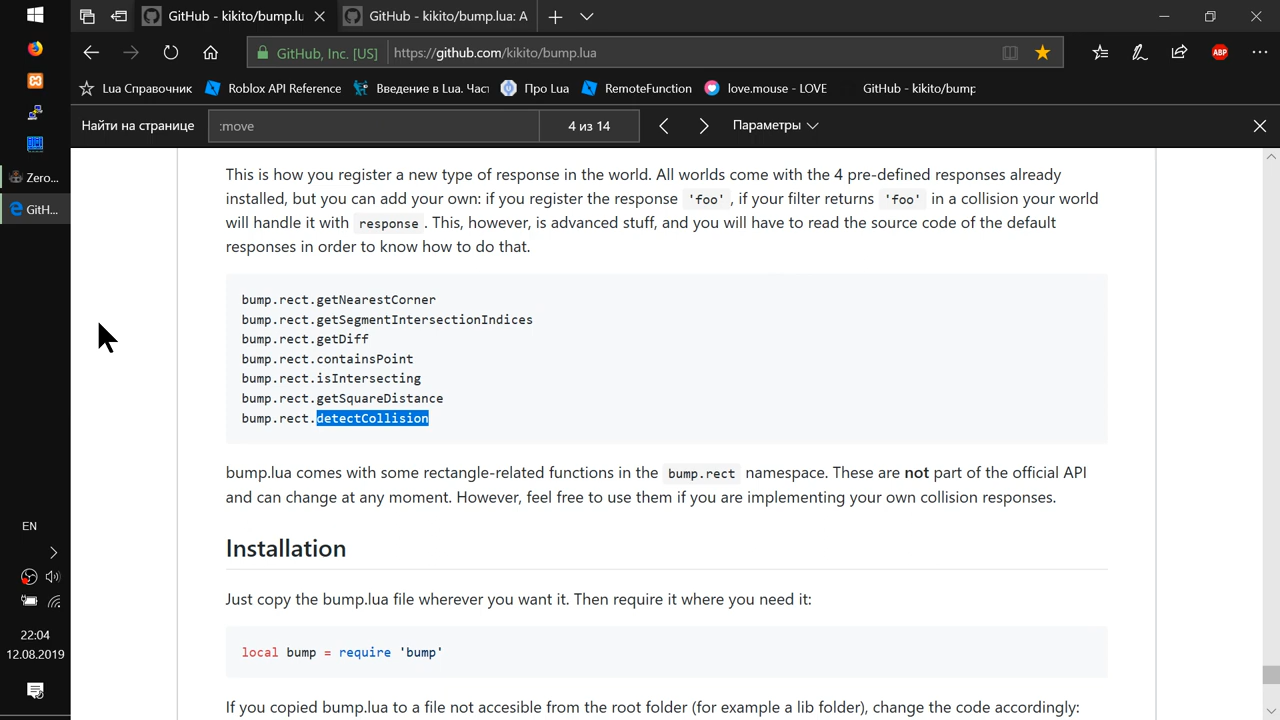 GitHub - kikito/bump.lu
GitHub - kikito/bump.lua: A
GitHub, Inc. [US]
https://github.com/kikito/bump.lua
ABP
Lua Справочник
Roblox API Reference
Введение в Lua. Част
Про Lua
RemoteFunction
love.mouse - LOVE
GitHub - kikito/bump
Найти на странице
:move
4 из 14
Параметры
Zero...
GitH...
This is how you register a new type of response in the world. All worlds come with the 4 pre-defined responses already
installed, but you can add your own: if you register the response 'foo', if your filter returns 'foo' in a collision your world
will handle it with response. This, however, is advanced stuff, and you will have to read the source code of the default
responses in order to know how to do that.
bump.rect.getNearestCorner
bump.rect.getSegmentIntersectionIndices
bump.rect.getDiff
bump.rect.containsPoint
bump.rect.isIntersecting
bump.rect.getSquareDistance
bump.rect.detectCollision
bump.lua comes with some rectangle-related functions in the bump.rect namespace. These are not part of the official API
and can change at any moment. However, feel free to use them if you are implementing your own collision responses.
Installation
Just copy the bump.lua file wherever you want it. Then require it where you need it:
local bump = require 'bump'
If you copied bump.lua to a file not accesible from the root folder (for example a lib folder), change the code accordingly:
EN
22:04
12.08.2019